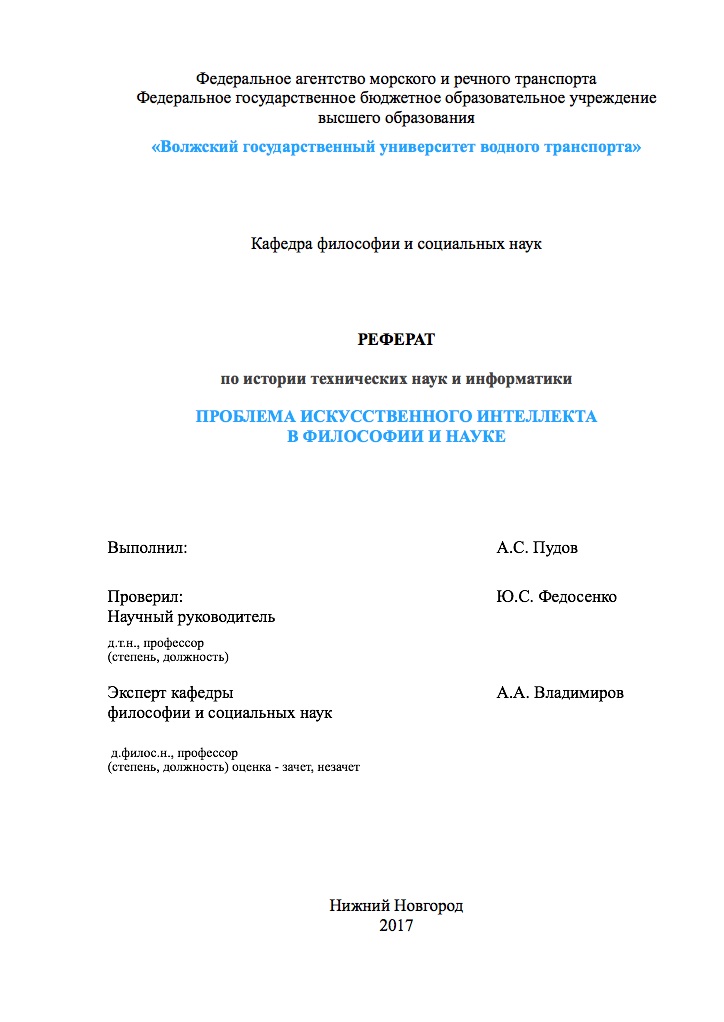 Федеральное агентство морского и речного транспорта
Федеральное государственное бюджетное образовательное учреждение
высшего образования
«Волжский государственный университет водного транспорта»
Кафедра философии и социальных наук
РЕФЕРАТ
по истории технических наук и информатики
ПРОБЛЕМА ИСКУССТВЕННОГО ИНТЕЛЛЕКТА
В ФИЛОСОФИИ И НАУКЕ
Выполнил: А.С. Пудов
Проверил: Ю.С. Федосенко
Научный руководитель
д.т.н., профессор
(степень, должность)
Эксперт кафедры А.А. Владимиров
философии и социальных наук
д.филос.н., профессор
(степень, должность) оценка - зачет, незачет
Нижний Новгород
2017